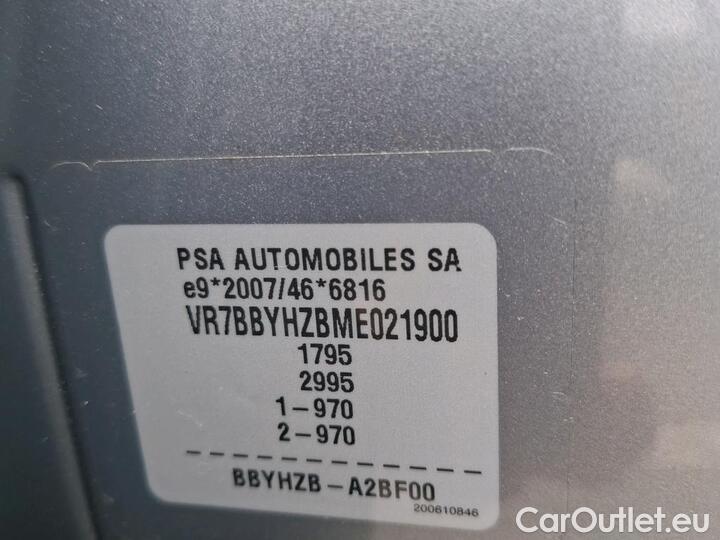 PSA AUTOMOBILES SA
e9*2007/46*6816
VR7BBYHZBME021900
1795
2995
1-970
2-970
BBYHZB-A2BF00
200610846
CarOutlet.eu